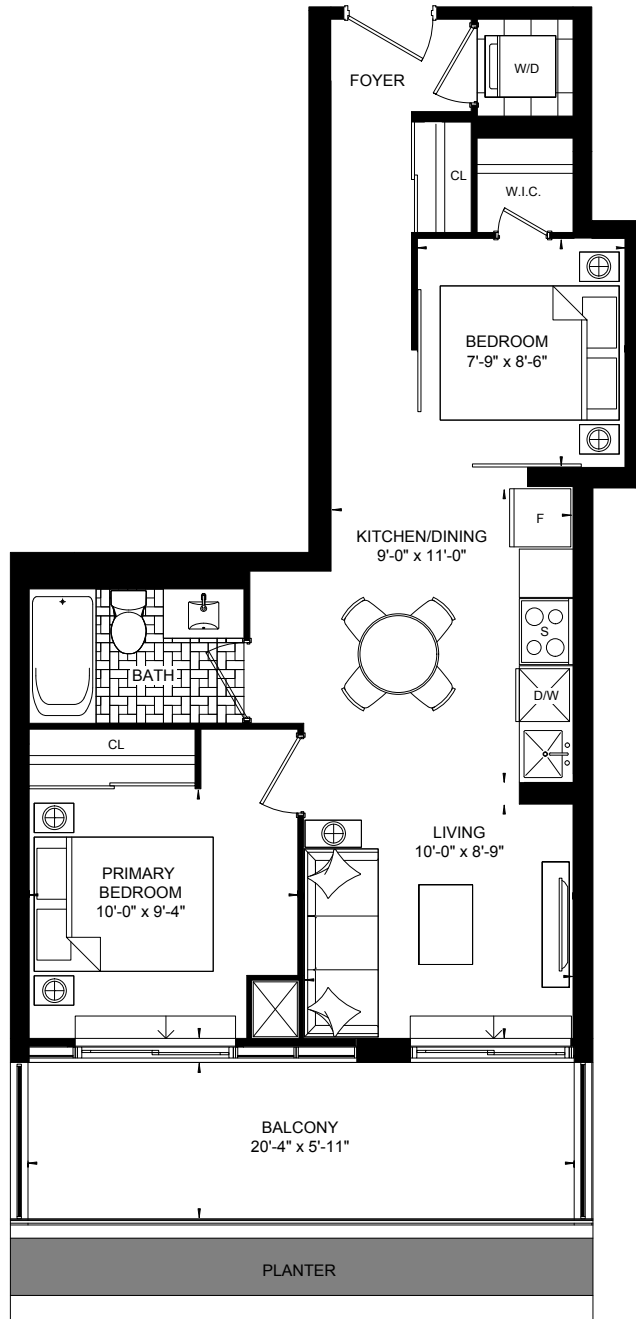 FOYER
W/D
CL
W.I.C.
BEDROOM
7'-9" x 8'-6"
KITCHEN/DINING
9'-0" x 11'-0"
F
S
D/W
BATH
CL
LIVING
10'-0" x 8'-9"
PRIMARY
BEDROOM
10'-0" x 9'-4"
BALCONY
20'-4" x 5'-11"
PLANTER